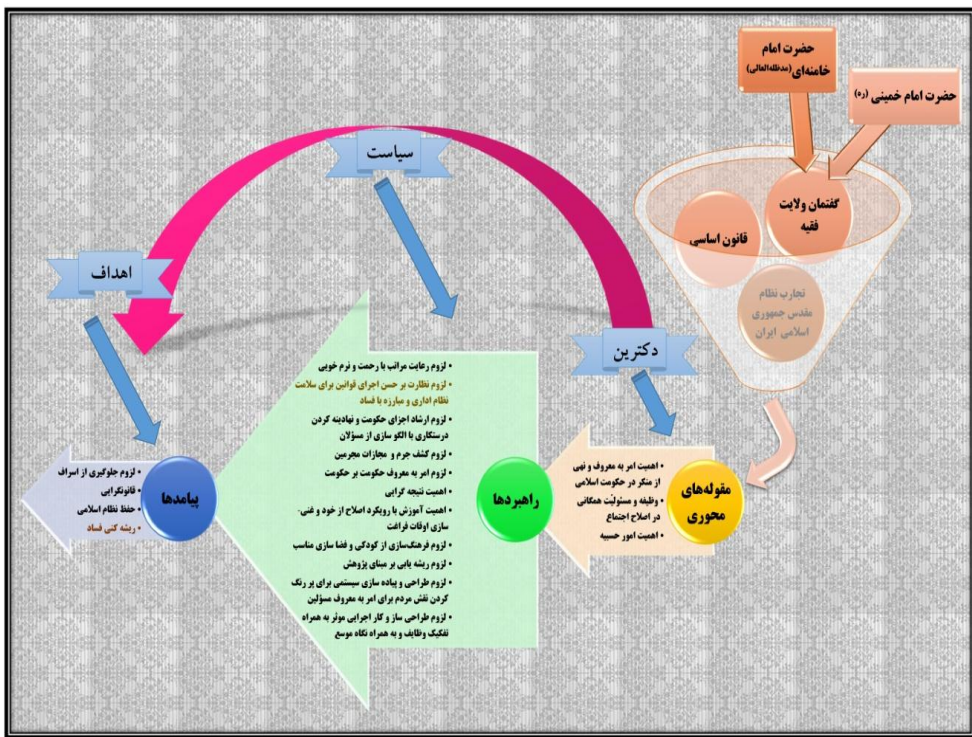 حضرت امام
خامنه‌ای (مدظله‌العالی)
حضرت امام خمینی (ره)
گفتمان ولایت
فقیه
قانون اساسی
تجارب نظام
مقدس جمهوری
اسلامی ایران
سیاست
اهداف
دکترین
مقوله‌های
محوری
• اهمیت امر به معروف و نهی
از منکر در حکومت اسلامی
• وظیفه و مسئولیّت همگانی
در اصلاح اجتماع
• اهمیت امور حسبیه
راهبردها
• لزوم رعایت مراتب با رحمت و نرم خویی
• لزوم نظارت بر حسن اجرای قوانین برای سلامت
نظام اداری و مبارزه با فساد
• لزوم ارشاد اجزای حکومت و نهادینه کردن
درستکاری با الگو سازی از مسؤلان
• لزوم کشف جرم و مجازات مجرمین
• لزوم امر به معروف حکومت بر حکومت
• اهمیت نتیجه گرایی
• اهمیت آموزش با رویکرد اصلاح از خود و غنی-
سازی اوقات فراغت
• لزوم فرهنگ‌سازی از کودکی و فضا سازی مناسب
• لزوم ریشه یابی بر مبنای پژوهش
• لزوم طراحی و پیاده سازی سیستمی برای پر رنگ
کردن نقش مردم برای امر به معروف مسؤلین
• لزوم طراحی ساز و کار اجرایی موثر به همراه
تفکیک وظایف و به همراه نگاه موسع
پیامدها
• لزوم جلوگیری از اسراف
• قانونگرایی
• حفظ نظام اسلامی
• ریشه کنی فساد